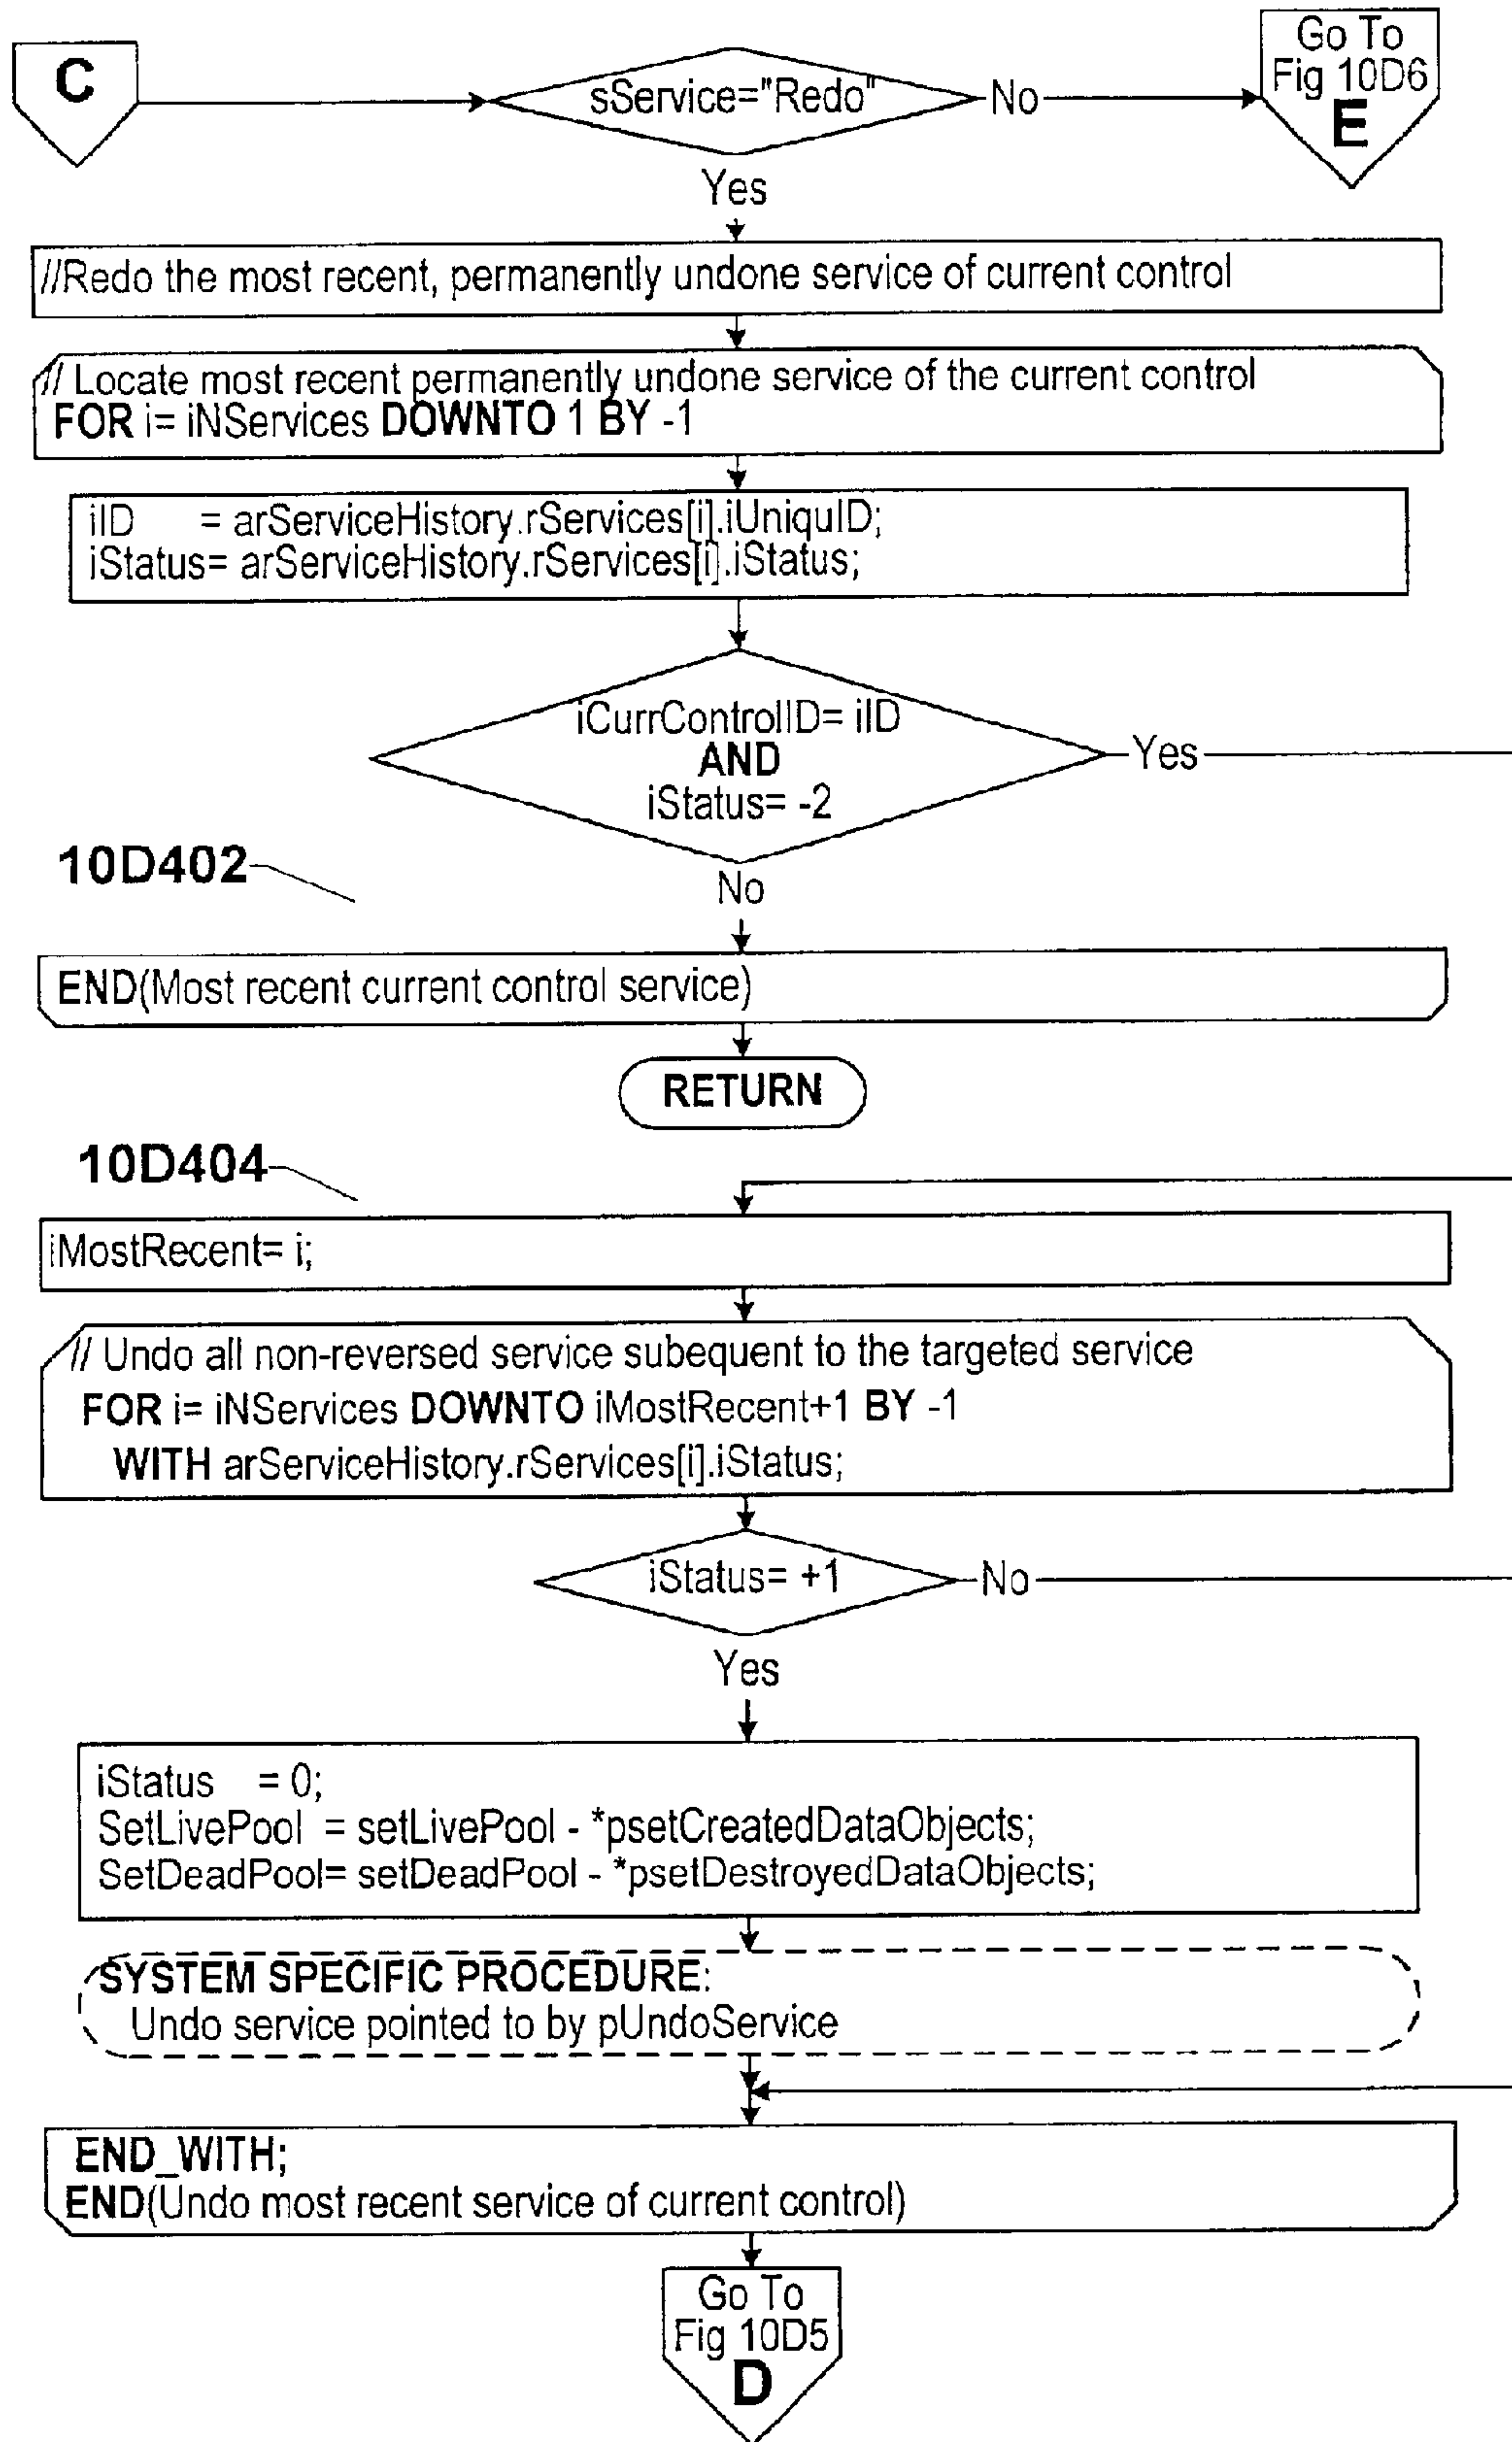 C
sService="Redo"
No
Go To
Fig 10D6
E
Yes
//Redo the most recent, permanently undone service of current control
// Locate most recent permanently undone service of the current control
FOR i= iNServices DOWNTO 1 BY -1
iID = arServiceHistory.rServices[i].iUniquID;
iStatus= arServiceHistory.rServices[i].iStatus;
iCurrControlID= iID
AND
iStatus= -2
Yes
10D402
No
END(Most recent current control service)
RETURN
10D404
iMostRecent= i;
// Undo all non-reversed service subequent to the targeted service
FOR i= iNServices DOWNTO iMostRecent+1 BY -1
WITH arServiceHistory.rServices[i].iStatus;
iStatus= +1
No
Yes
iStatus = 0;
SetLivePool = setLivePool - *psetCreatedDataObjects;
SetDeadPool= setDeadPool - *psetDestroyedDataObjects;
SYSTEM SPECIFIC PROCEDURE:
Undo service pointed to by pUndoService
END_WITH;
END(Undo most recent service of current control)
Go To
Fig 10D5
D